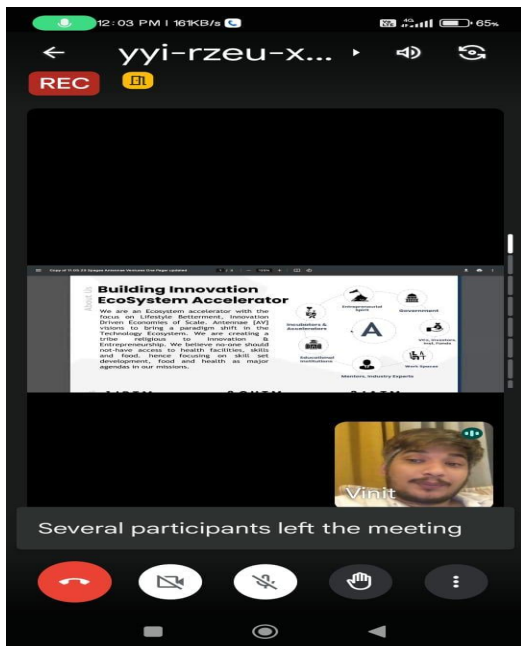 12:03 PM | 161KB/s
4G
65%
yyi-rzeu-x...
REC
About Us
Building Innovation
EcoSystem Accelerator
We are an Ecosystem accelerator with the
focus on Lifestyle Betterment, Innovation
Driven Economies of Scale. Antennae [AV]
visions to bring a paradigm shift in the
Technology Ecosystem. We are creating a
tribe religious to Innovation &
Entrepreneurship. We believe no-one should
not-have access to health facilities, skills
and food, hence focusing on skill set
development, food and health as major
agendas in our missions.
Entrepreneurial
Spirit
Government
Incubators &
Accelerators
A
VCs, Investors
Inst. Funds
Educational
Institutions
Work Spaces
Mentors, Industry Experts
Vinit
Several participants left the meeting